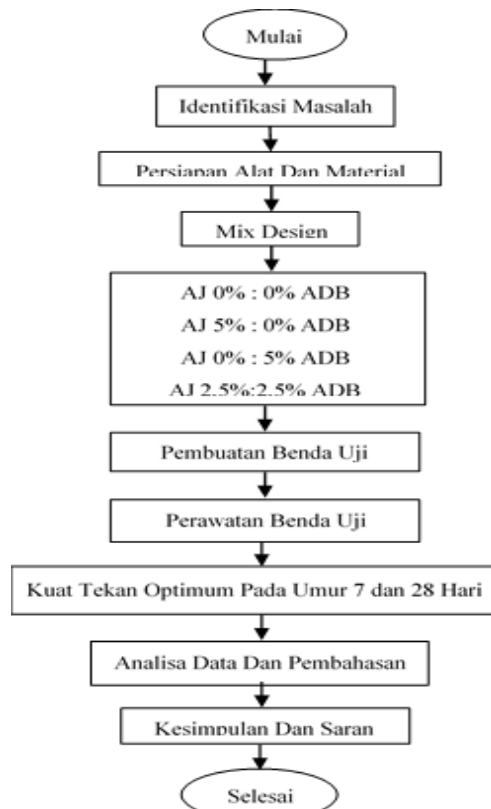 Mulai
Identifikasi Masalah
Persiapan Alat Dan Material
Mix Design
AJ 0% : 0% ADB
AJ 5% : 0% ADB
AJ 0% : 5% ADB
AJ 2.5%:2.5% ADB
Pembuatan Benda Uji
Perawatan Benda Uji
Kuat Tekan Optimum Pada Umur 7 dan 28 Hari
Analisa Data Dan Pembahasan
Kesimpulan Dan Saran
Selesai